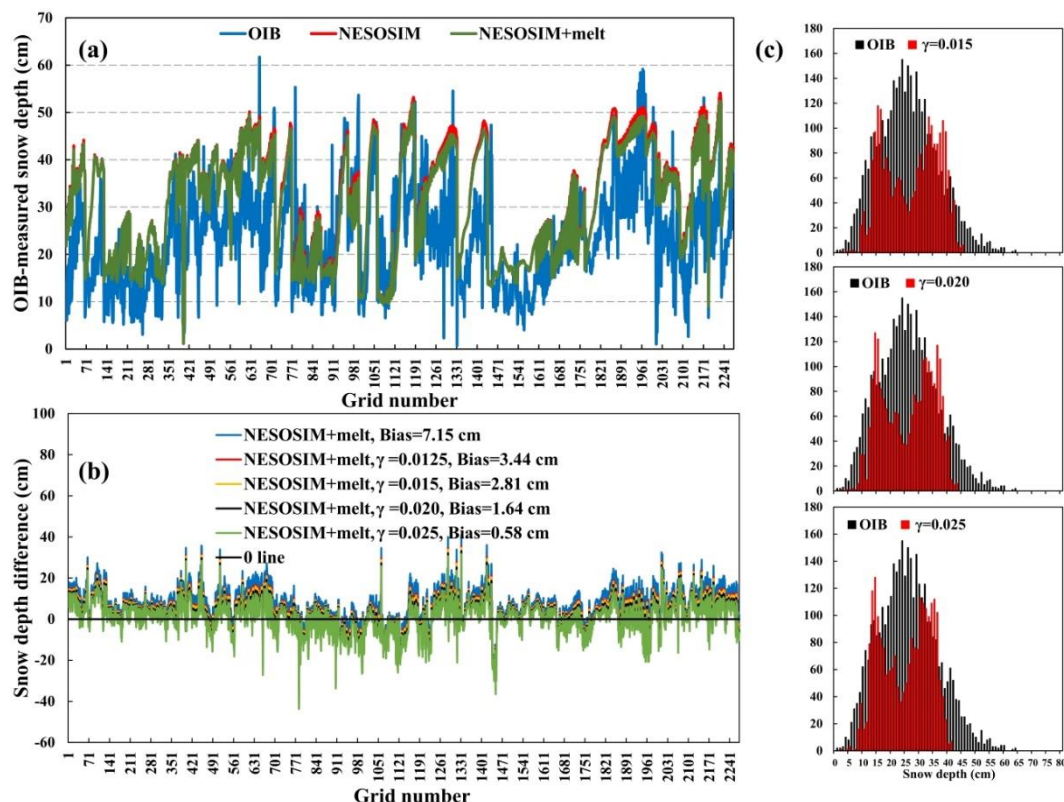 (a)
OIB NESOSIM NESOSIM+melt
OIB-measured snow depth (cm)
70
60
50
40
30
20
10
0
1 71 141 211 281 351 421 491 561 631 701 771 841 911 981 1051 1121 1191 1261 1331 1401 1471 1541 1611 1681 1751 1821 1891 1961 2031 2101 2171 2241
Grid number
(b)
NESOSIM+melt, Bias=7.15 cm
NESOSIM+melt,γ=0.0125, Bias=3.44 cm
NESOSIM+melt,γ=0.015, Bias=2.81 cm
NESOSIM+melt,γ=0.020, Bias=1.64 cm
NESOSIM+melt,γ=0.025, Bias=0.58 cm
0 line
Snow depth difference (cm)
100
80
60
40
20
0
-20
-40
-60
1 71 141 211 281 351 421 491 561 631 701 771 841 911 981 1051 1121 1191 1261 1331 1401 1471 1541 1611 1681 1751 1821 1891 1961 2031 2101 2171 2241
Grid number
(c)
OIB γ=0.015
180
160
140
120
100
80
60
40
20
0
OIB γ=0.020
180
160
140
120
100
80
60
40
20
0
OIB γ=0.025
180
160
140
120
100
80
60
40
20
0
0 5 10 15 20 25 30 35 40 45 50 55 60 65 70 75 80
Snow depth (cm)